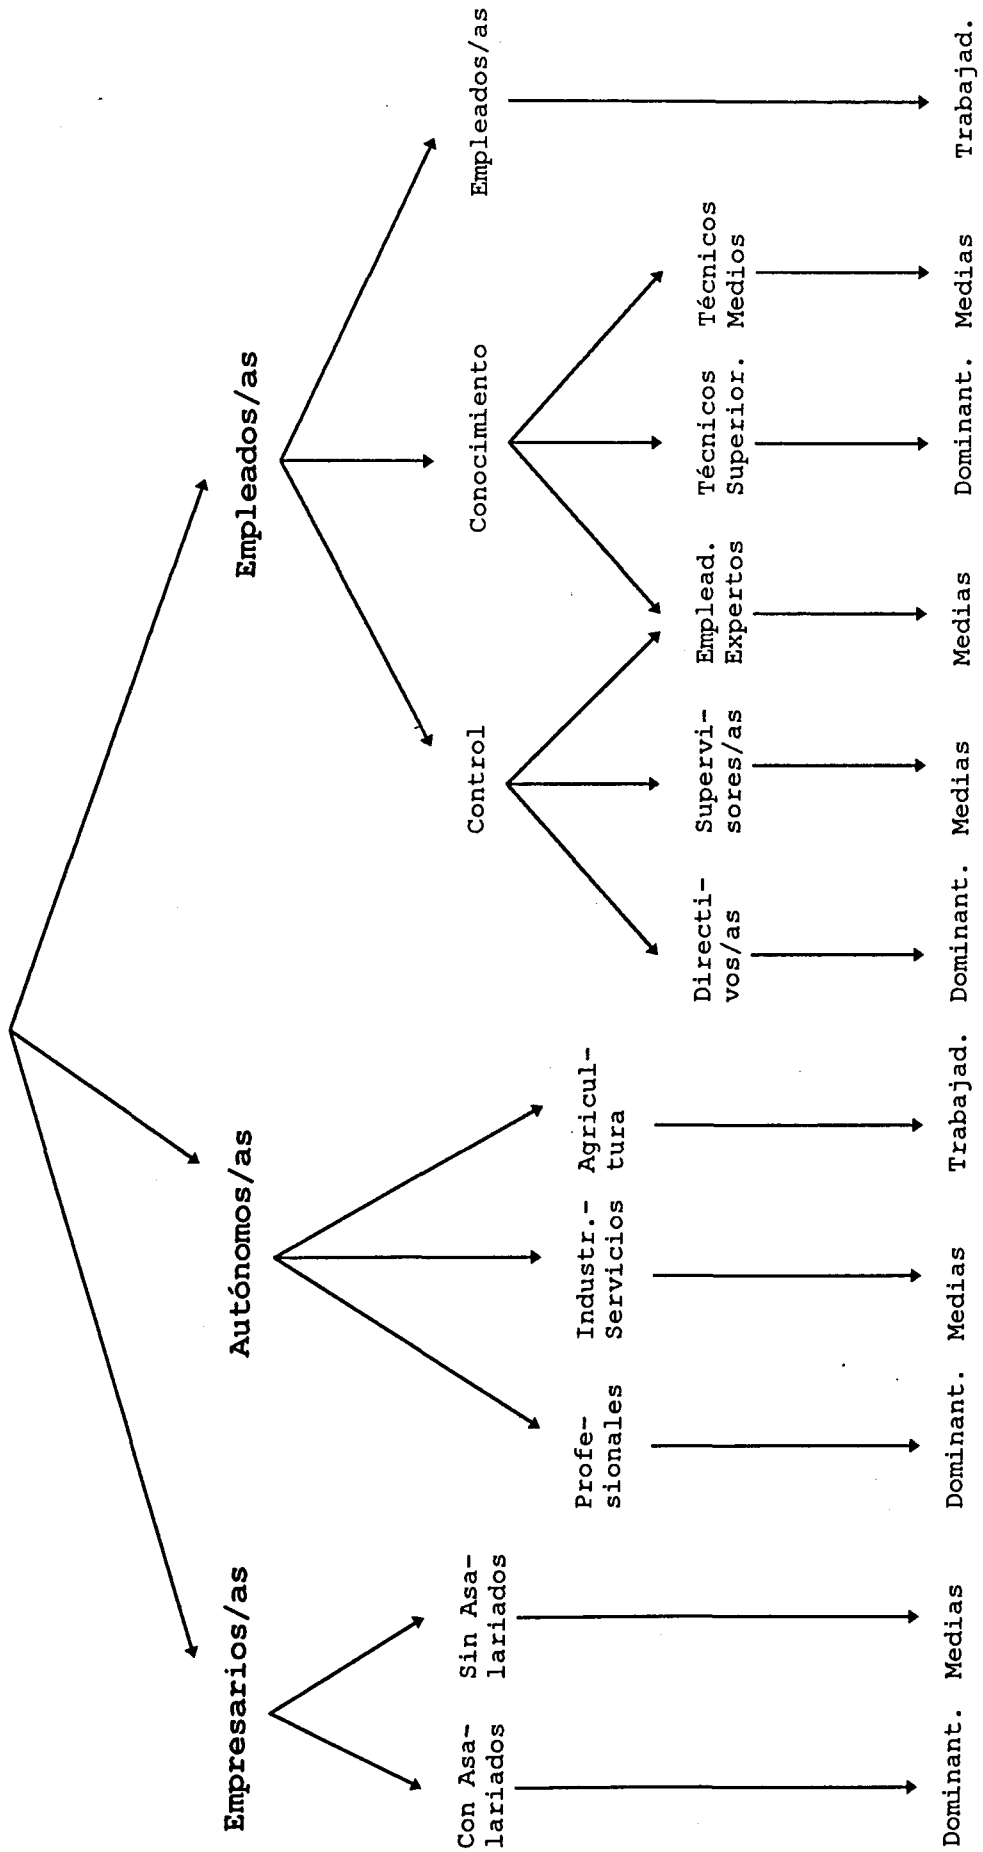 Empresarios/as
Autónomos/as
Empleados/as
Con Asa-
lariados
Sin Asa-
lariados
Control
Conocimiento
Empleados/as
Profe-
sionales
Industr.-
Servicios
Agricul-
tura
Directi-
vos/as
Supervi-
sores/as
Emplead.
Expertos
Técnicos
Superior.
Técnicos
Medios
Dominant.
Medias
Dominant.
Medias
Trabajad.
Dominant.
Medias
Medias
Dominant.
Medias
Trabajad.